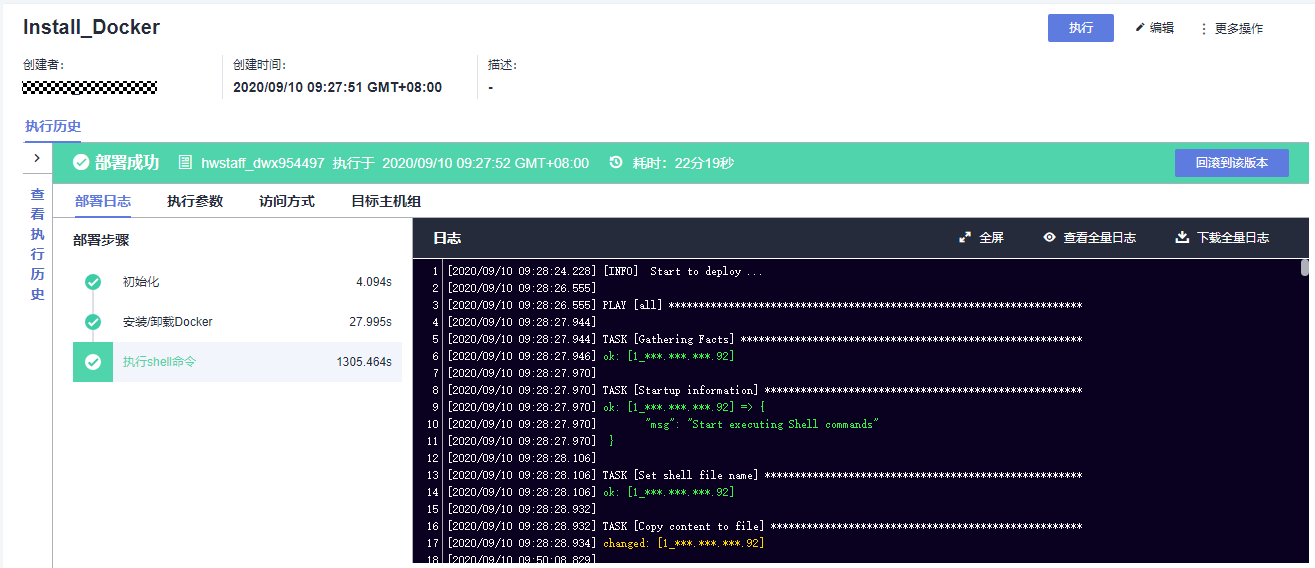 Install_Docker
执行 编辑 更多操作
创建者: 创建时间: 描述:
2020/09/10 09:27:51 GMT+08:00 -
执行历史
部署成功 hwstaff_dwx954497 执行于 2020/09/10 09:27:52 GMT+08:00 耗时：22分19秒 回滚到该版本
查看执行历史
部署日志 执行参数 访问方式 目标主机组
部署步骤
初始化 4.094s
安装/卸载Docker 27.995s
执行shell命令 1305.464s
日志 全屏 查看全量日志 下载全量日志
1 [2020/09/10 09:28:24.228] [INFO] Start to deploy ...
2 [2020/09/10 09:28:26.555]
3 [2020/09/10 09:28:26.555] PLAY [all] *********************************************************************
4 [2020/09/10 09:28:27.944]
5 [2020/09/10 09:28:27.944] TASK [Gathering Facts] *********************************************************
6 [2020/09/10 09:28:27.946] ok: [1_***.***.***.92]
7 [2020/09/10 09:28:27.970]
8 [2020/09/10 09:28:27.970] TASK [Startup information] *****************************************************
9 [2020/09/10 09:28:27.970] ok: [1_***.***.***.92] => {
10 [2020/09/10 09:28:27.970] "msg": "Start executing Shell commands"
11 [2020/09/10 09:28:27.970] }
12 [2020/09/10 09:28:28.106]
13 [2020/09/10 09:28:28.106] TASK [Set shell file name] *****************************************************
14 [2020/09/10 09:28:28.106] ok: [1_***.***.***.92]
15 [2020/09/10 09:28:28.932]
16 [2020/09/10 09:28:28.932] TASK [Copy content to file] ****************************************************
17 [2020/09/10 09:28:28.934] changed: [1_***.***.***.92]
18 [2020/09/10 09:50:08.829]